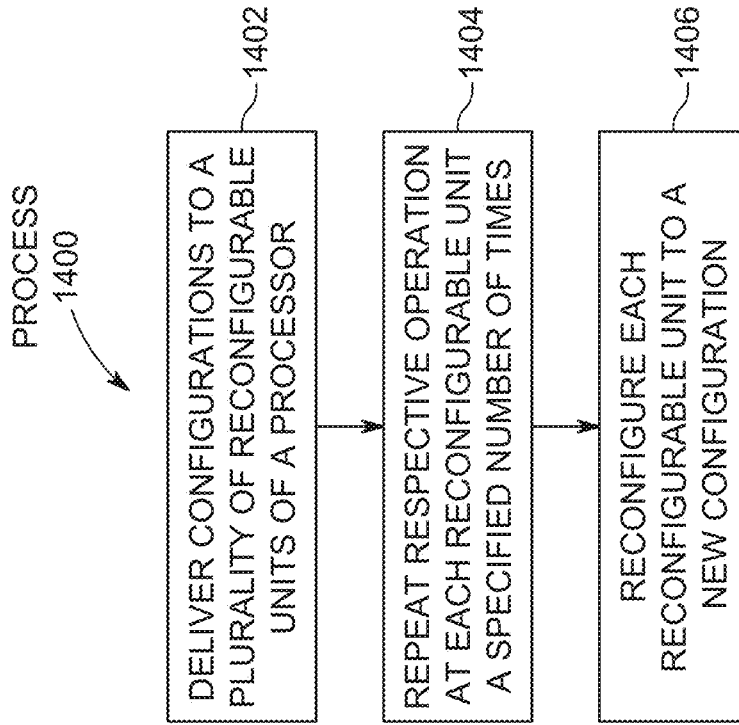 PROCESS
1400
DELIVER CONFIGURATIONS TO A
PLURALITY OF RECONFIGURABLE
UNITS OF A PROCESSOR
1402
REPEAT RESPECTIVE OPERATION
AT EACH RECONFIGURABLE UNIT
A SPECIFIED NUMBER OF TIMES
1404
RECONFIGURE EACH
RECONFIGURABLE UNIT TO A
NEW CONFIGURATION
1406